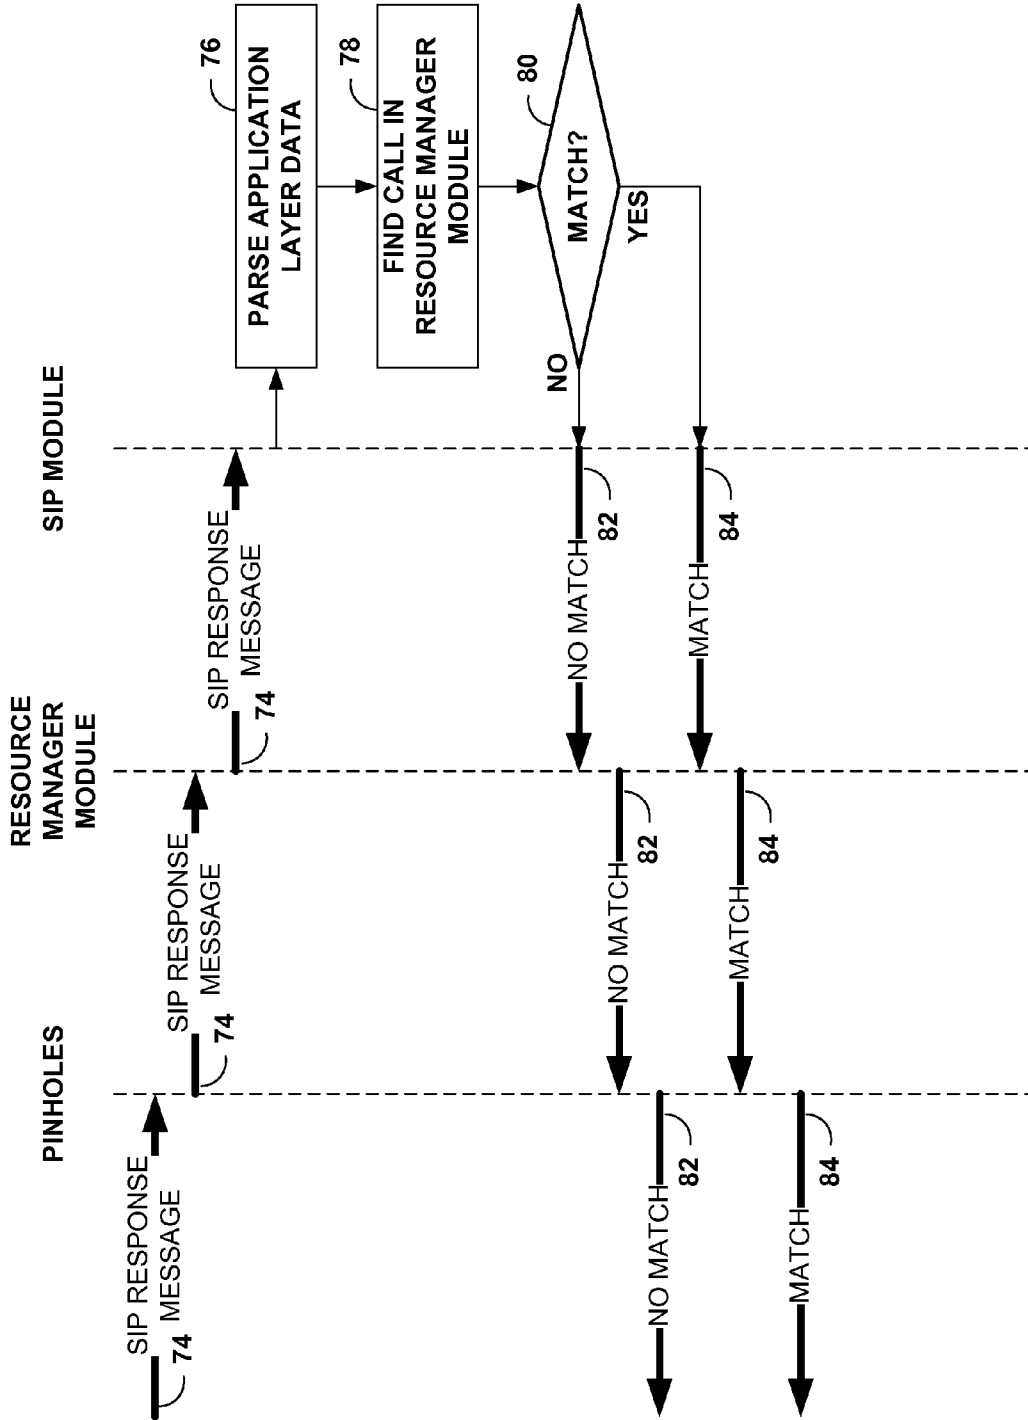 PINHOLES
RESOURCE
MANAGER
MODULE
SIP MODULE
SIP RESPONSE
MESSAGE
74
SIP RESPONSE
MESSAGE
74
SIP RESPONSE
MESSAGE
74
76
PARSE APPLICATION
LAYER DATA
78
FIND CALL IN
RESOURCE MANAGER
MODULE
80
MATCH?
NO
YES
NO MATCH
82
NO MATCH
82
NO MATCH
82
MATCH
84
MATCH
84
MATCH
84